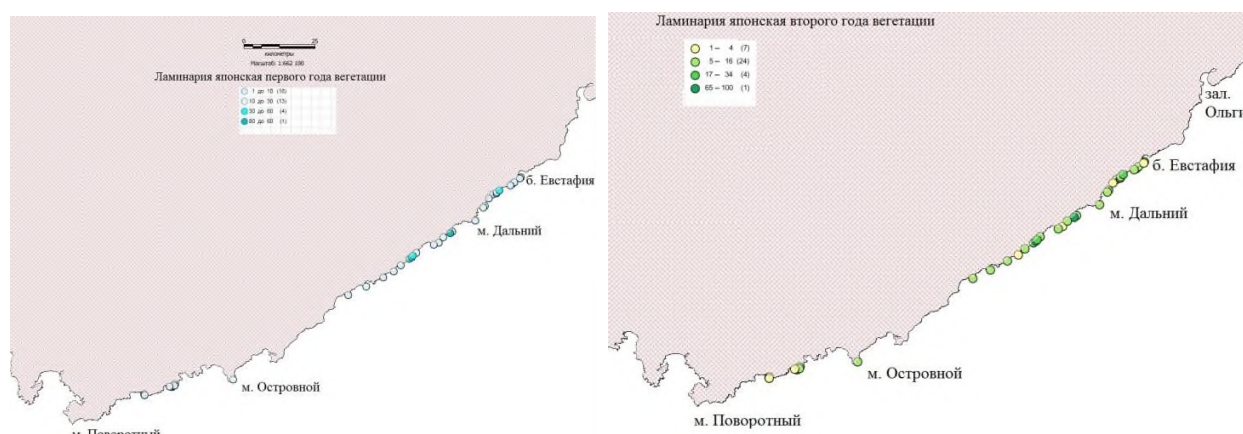 0 25
километры
Масштаб: 1:662 100
Ламинария японская первого года вегетации
1 до 10 (18)
10 до 30 (13)
30 до 60 (4)
60 до 60 (1)
б. Евстафия
м. Дальний
м. Островной
м. Поворотный
Ламинария японская второго года вегетации
1 – 4 (7)
5 – 16 (24)
17 – 34 (4)
65 – 100 (1)
зал.
Ольги
б. Евстафия
м. Дальний
м. Островной
м. Поворотный